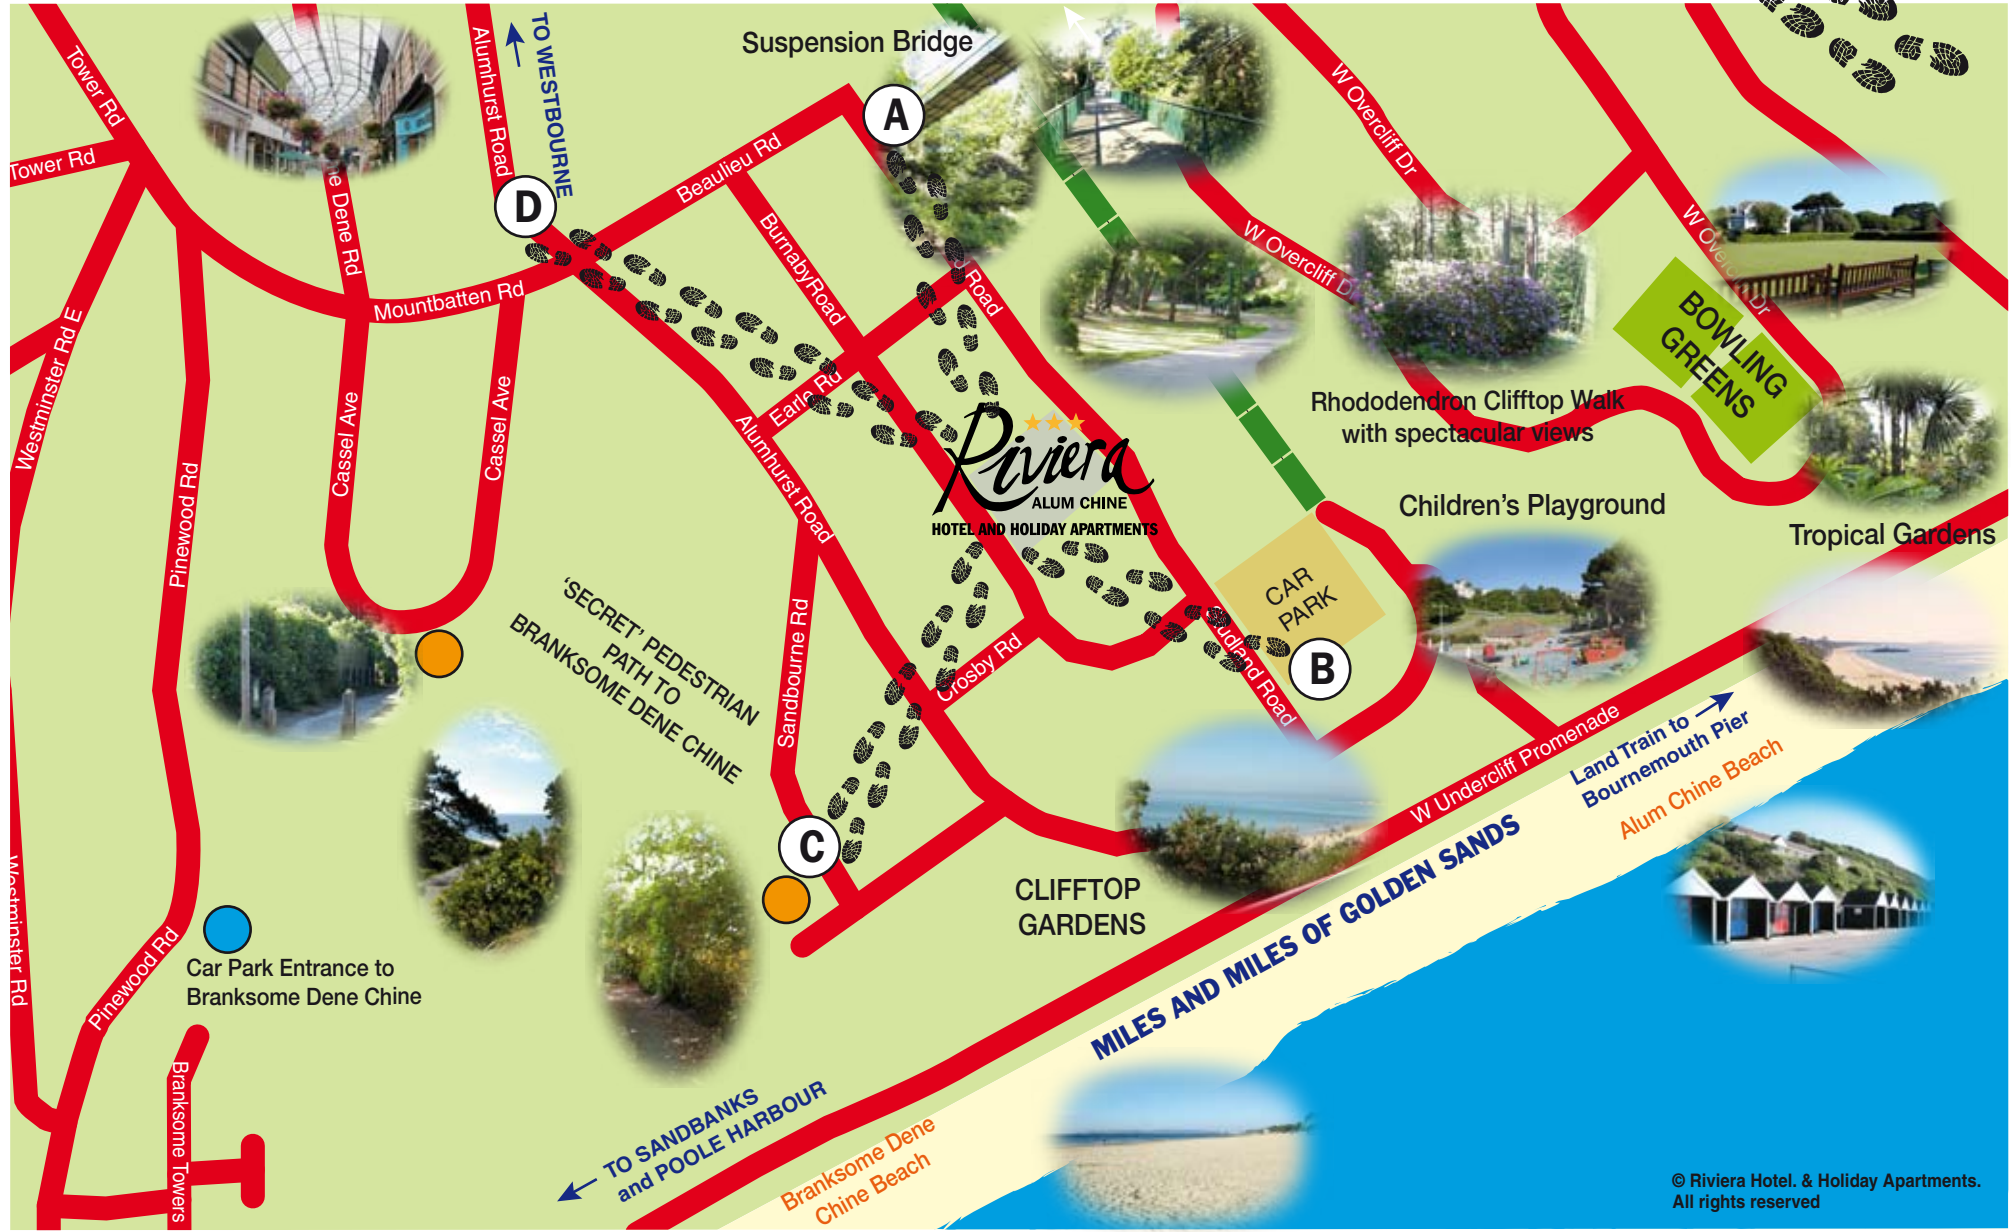 Suspension Bridge
TO WESTBOURNE
Tower Rd
Tower Rd
Alumhurst Road
Dene Rd
Beaulieu Rd
W Overcliff Dr
W Overcliff D
W Overcliff Dr
A
D
BurnabyRoad
Road
Mountbatten Rd
Westminster Rd E
Cassel Ave
Cassel Ave
Pinewood Rd
Earle Rd
Alumhurst Road
BOWLING
GREENS
Rhododendron Clifftop Walk
with spectacular views
Riviera
ALUM CHINE
HOTEL AND HOLIDAY APARTMENTS
Children's Playground
Tropical Gardens
CAR
PARK
B
'SECRET' PEDESTRIAN
PATH TO
BRANKSOME DENE CHINE
Sandbourne Rd
Crosby Rd
udland Road
W Undercliff Promenade
Land Train to
Bournemouth Pier
Alum Chine Beach
C
CLIFFTOP
GARDENS
MILES AND MILES OF GOLDEN SANDS
Westminster Rd
Pinewood Rd
Car Park Entrance to
Branksome Dene Chine
Branksome Towers
TO SANDBANKS
and POOLE HARBOUR
Branksome Dene
Chine Beach
© Riviera Hotel. & Holiday Apartments.
All rights reserved